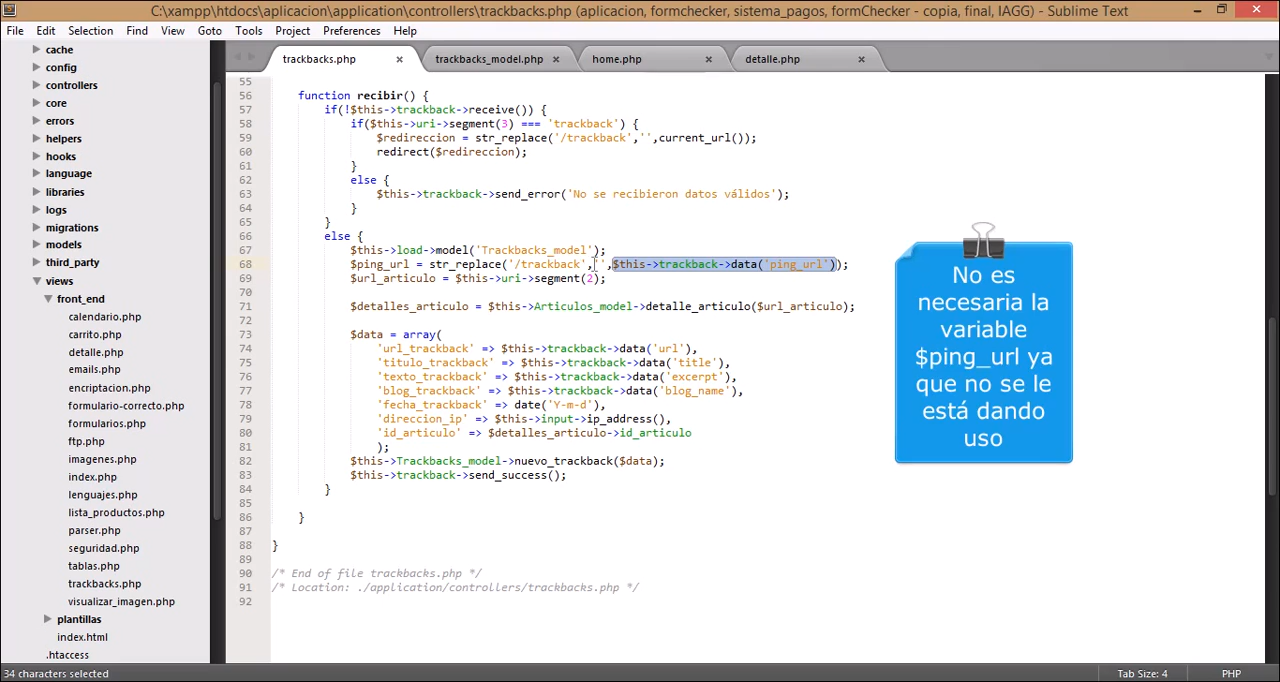 C:\xampp\htdocs\aplicacion\application\controllers\trackbacks.php (aplicacion, formchecker, sistema_pagos, formChecker - copia, final, IAGG) - Sublime Text
File Edit Selection Find View Goto Tools Project Preferences Help
cache
config
controllers
core
errors
helpers
hooks
language
libraries
logs
migrations
models
third_party
views
front_end
calendario.php
carrito.php
detalle.php
emails.php
encriptacion.php
formulario-correcto.php
formularios.php
ftp.php
imagenes.php
index.php
lenguajes.php
lista_productos.php
parser.php
seguridad.php
tablas.php
trackbacks.php
visualizar_imagen.php
plantillas
index.html
.htaccess
trackbacks.php × trackbacks_model.php × home.php × detalle.php ×
55
56 function recibir() {
57 if(!$this->trackback->receive()) {
58 if($this->uri->segment(3) === 'trackback') {
59 $redireccion = str_replace('/trackback','',current_url());
60 redirect($redireccion);
61 }
62 else {
63 $this->trackback->send_error('No se recibieron datos válidos');
64 }
65 }
66 else {
67 $this->load->model('Trackbacks_model');
68 $ping_url = str_replace('/trackback','',$this->trackback->data('ping_url'));
69 $url_articulo = $this->uri->segment(2);
70
71 $detalles_articulo = $this->Articulos_model->detalle_articulo($url_articulo);
72
73 $data = array(
74 'url_trackback' => $this->trackback->data('url'),
75 'titulo_trackback' => $this->trackback->data('title'),
76 'texto_trackback' => $this->trackback->data('excerpt'),
77 'blog_trackback' => $this->trackback->data('blog_name'),
78 'fecha_trackback' => date('Y-m-d'),
79 'direccion_ip' => $this->input->ip_address(),
80 'id_articulo' => $detalles_articulo->id_articulo
81 );
82 $this->Trackbacks_model->nuevo_trackback($data);
83 $this->trackback->send_success();
84 }
85
86 }
87
88 }
89
90 /* End of file trackbacks.php */
91 /* Location: ./application/controllers/trackbacks.php */
92
No es
necesaria la
variable
$ping_url ya
que no se le
está dando
uso
34 characters selected
Tab Size: 4
PHP